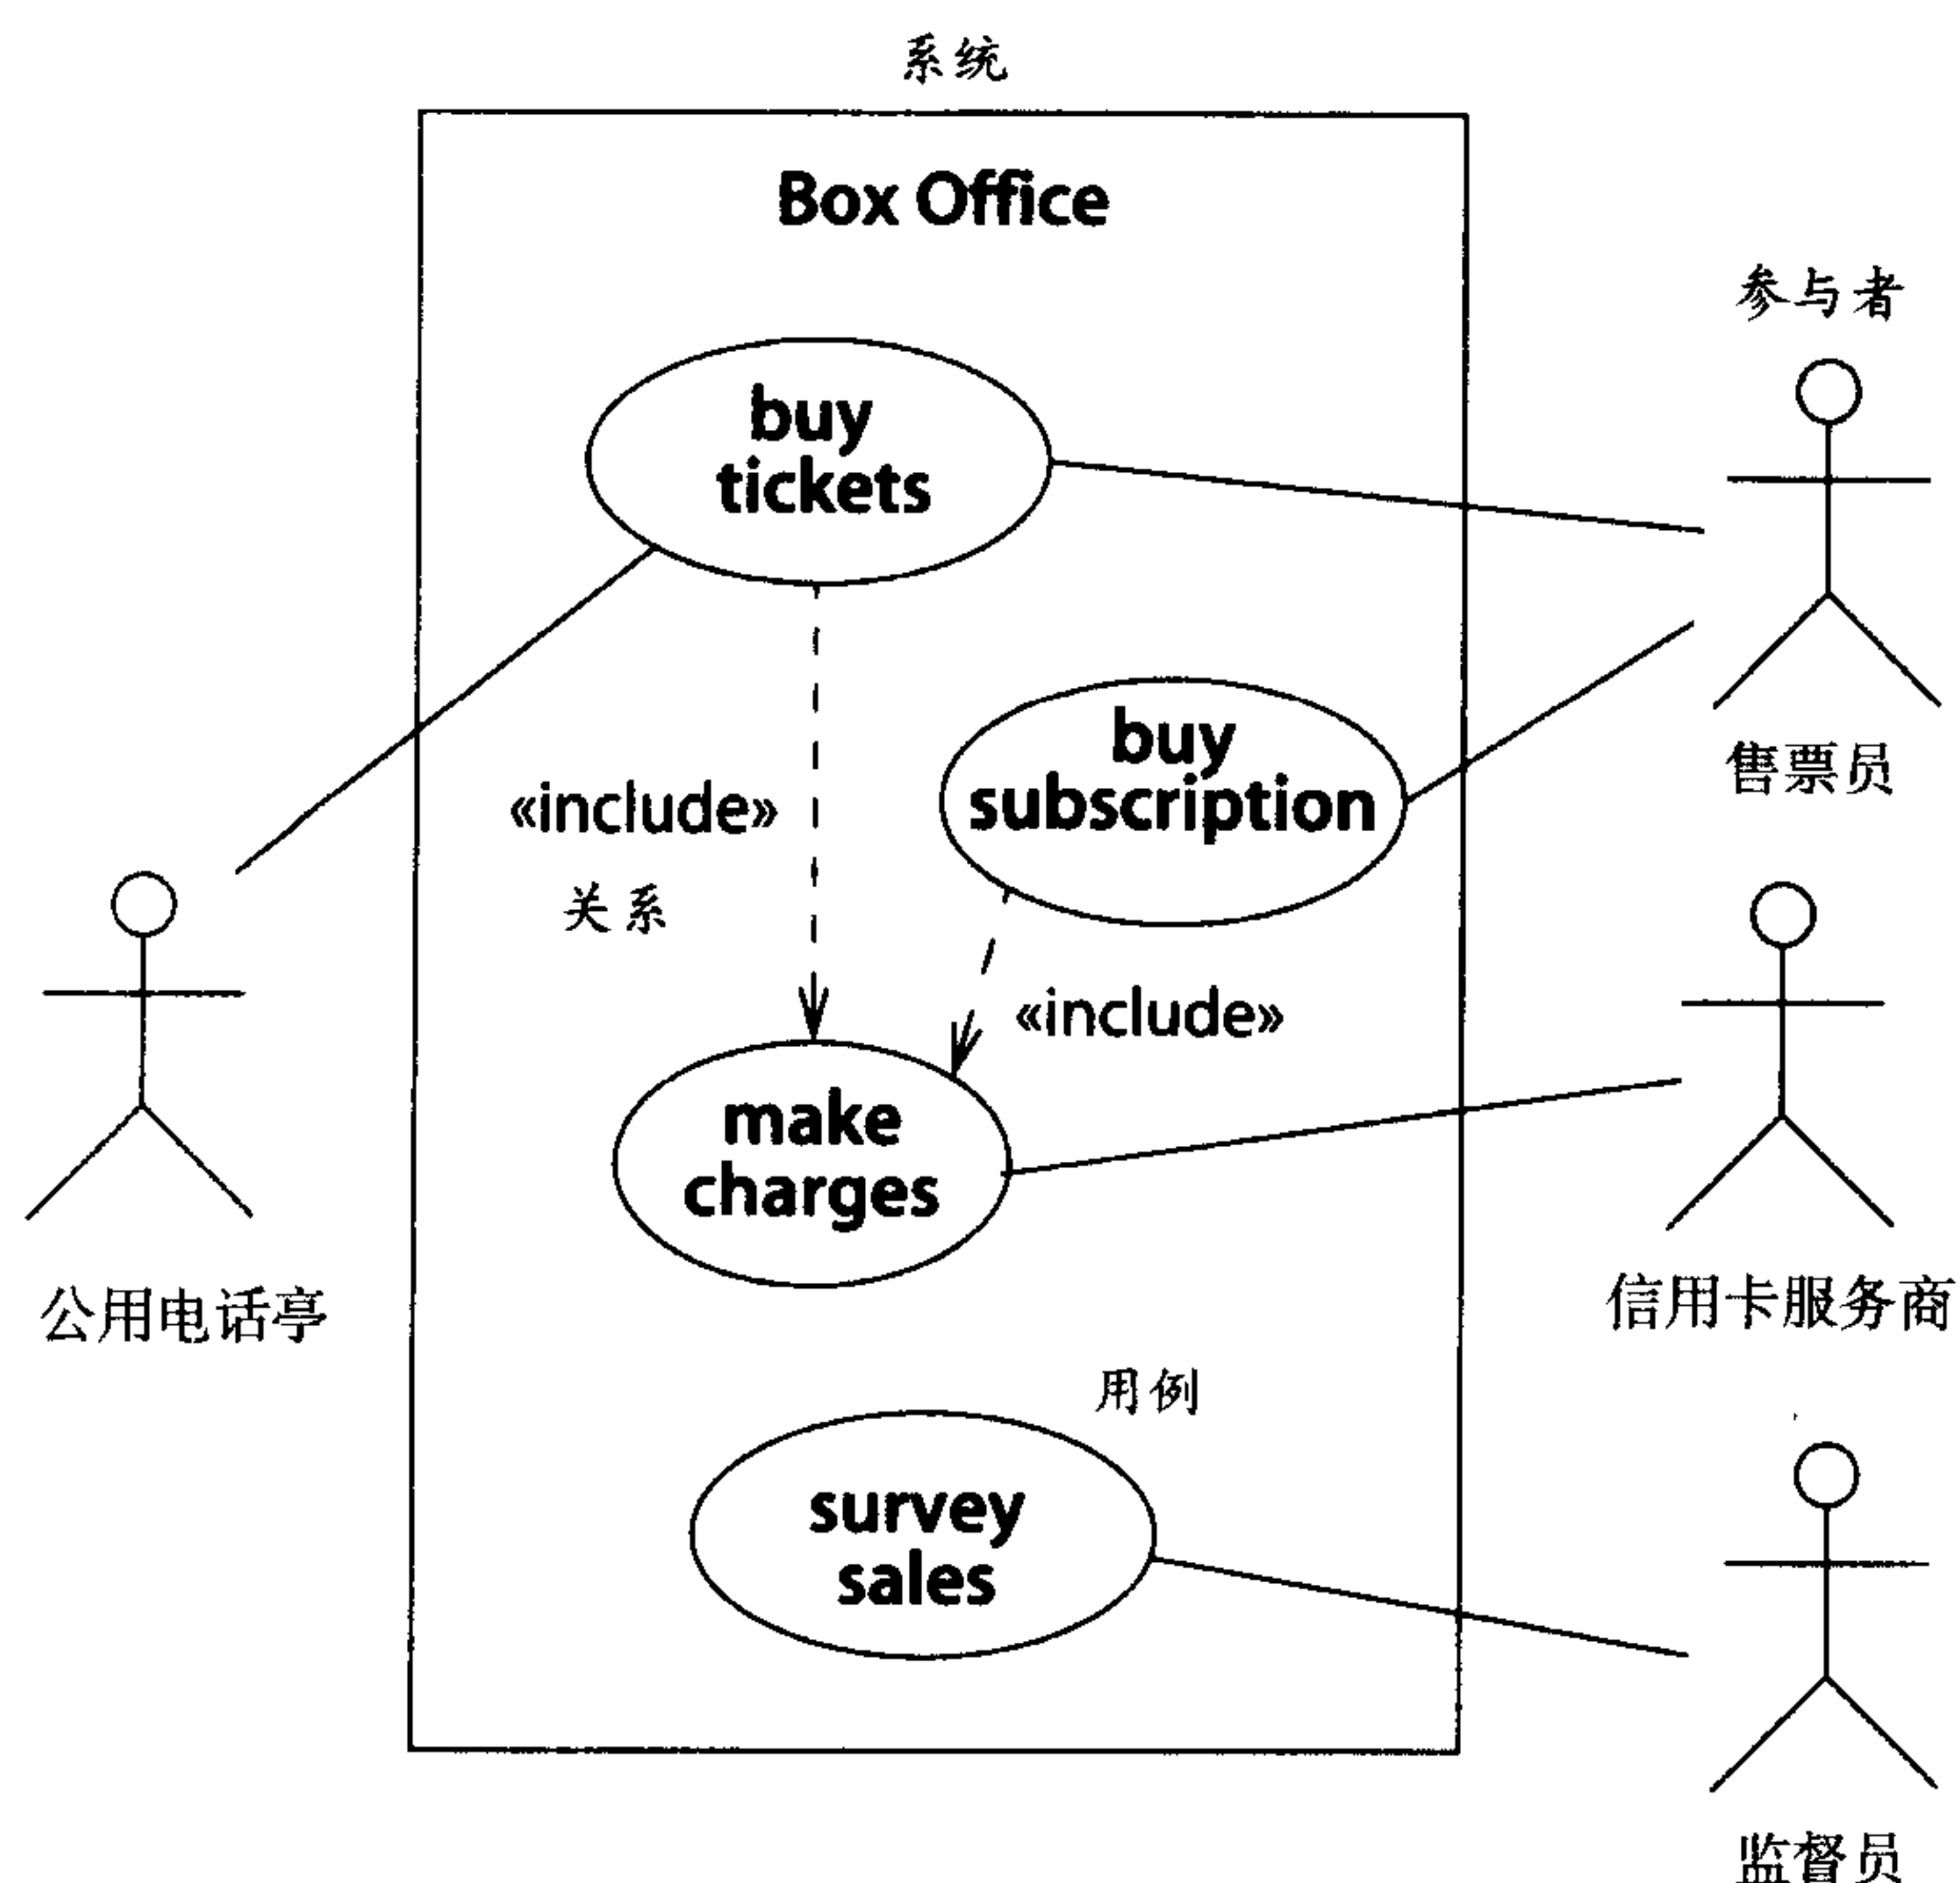 系统
Box Office
参与者
buy
tickets
buy
subscription
售票员
«include»
关系
«include»
make
charges
公用电话亭
信用卡服务商
用例
survey
sales
监督员